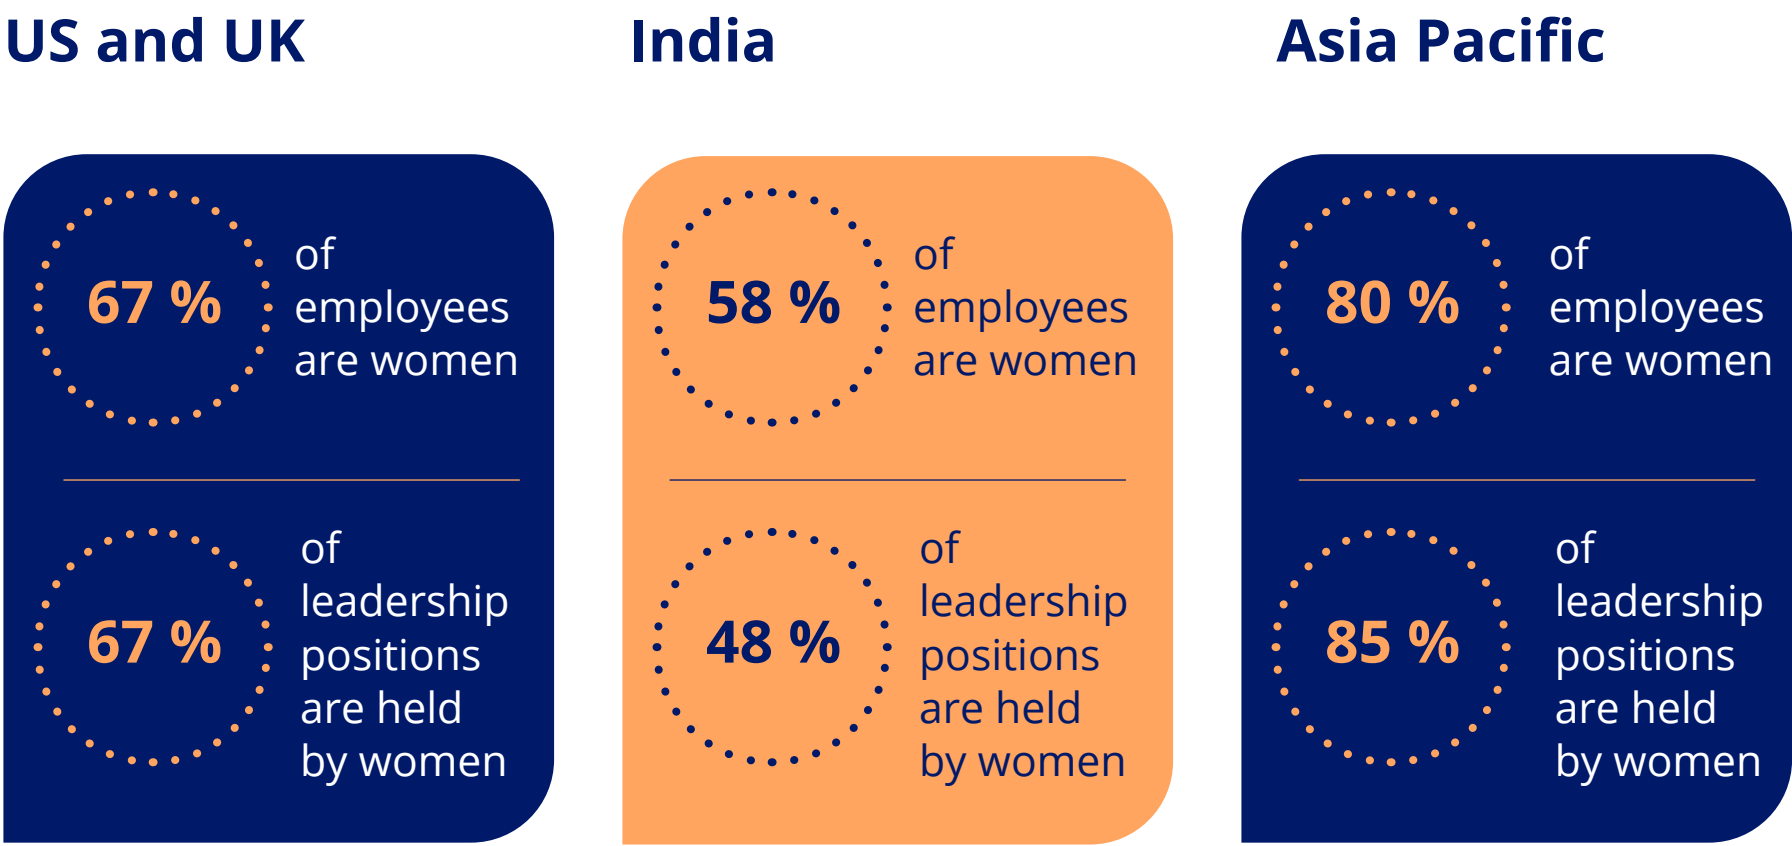 US and UK
India
Asia Pacific
67 %
of
employees
are women
67 %
of
leadership
positions
are held
by women
58 %
of
employees
are women
48 %
of
leadership
positions
are held
by women
80 %
of
employees
are women
85 %
of
leadership
positions
are held
by women